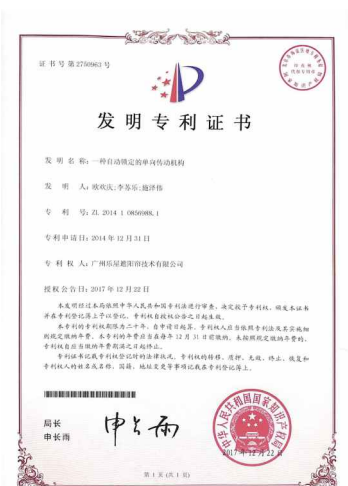 证书号第2750963号
发明专利证书
发明名称：一种自动锁定的单向传动机构
发明人：欧欢庆;李苏乐;施泽伟
专利号：ZL 2014 1 0856988.1
专利申请日：2014年12月31日
专利权人：广州乐屋遮阳帘技术有限公司
授权公告日：2017年12月22日
本发明经过本局依照中华人民共和国专利法进行审查，决定授予专利权，颁发本证书
并在专利登记簿上予以登记。专利权自授权公告之日起生效。
本专利的专利权期限为二十年，自申请日起算。专利权人应当依照专利法及其实施细
则规定缴纳年费。本专利的年费应当在每年12月31日前缴纳。未按照规定缴纳年费的，
专利权自应当缴纳年费期满之日起终止。
专利证书记载专利权登记时的法律状况。专利权的转移、质押、无效、终止、恢复和
专利权人的姓名或名称、国籍、地址变更等事项记载在专利登记簿上。
局长
申长雨
申长雨
中华人民共和国国家知识产权局
2017年12月22日
第1页(共1页)